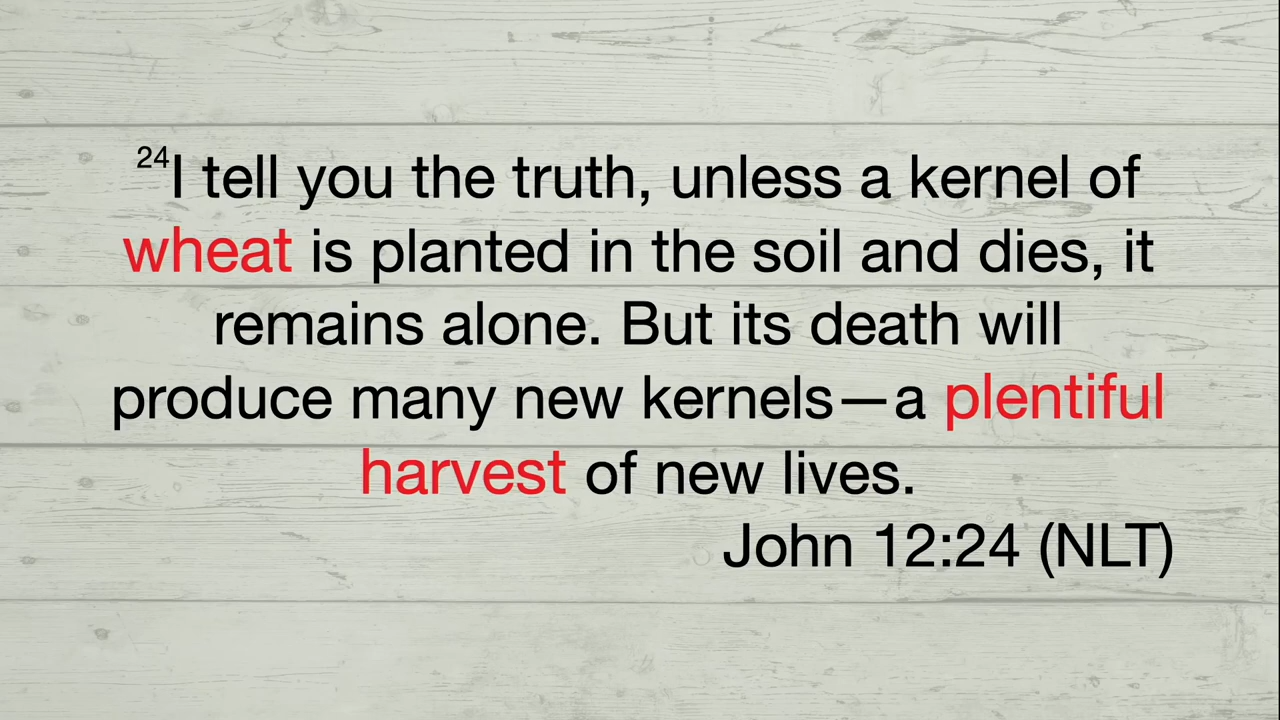 24I tell you the truth, unless a kernel of
wheat is planted in the soil and dies, it
remains alone. But its death will
produce many new kernels—a plentiful
harvest of new lives.
John 12:24 (NLT)